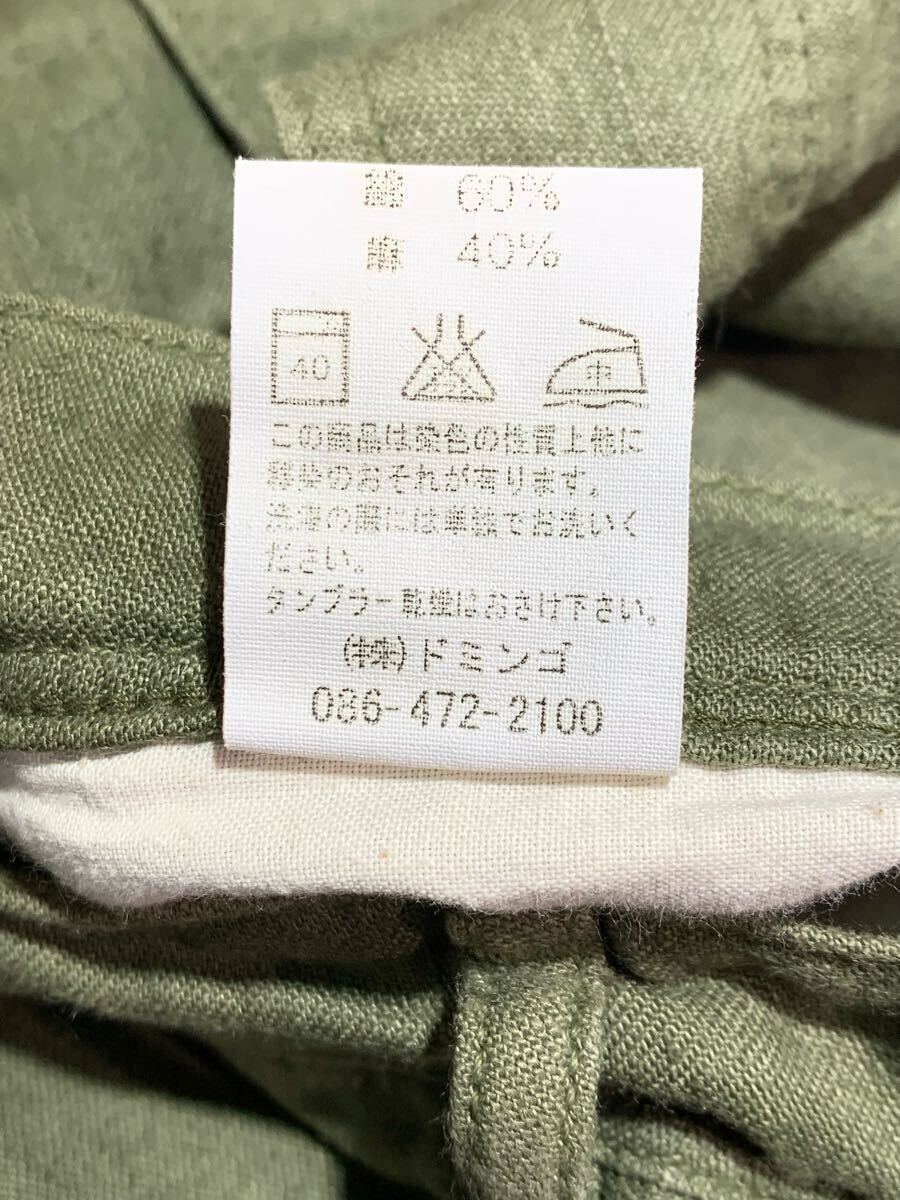 綿 60%
麻 40%
40 中
この商品は染色の性質上他に
移染のおそれが有ります。
洗濯の際には単独でお洗いく
ださい。
タンブラー乾燥はおさけ下さい。
(株)ドミンゴ
086-472-2100